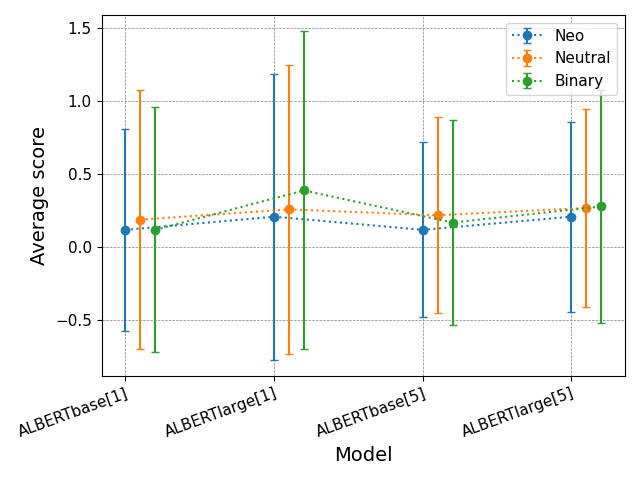 1.5
1.0
0.5
0.0
−0.5
Average score
Neo
Neutral
Binary
ALBERTbase[1]
ALBERTlarge[1]
ALBERTbase[5]
ALBERTlarge[5]
Model